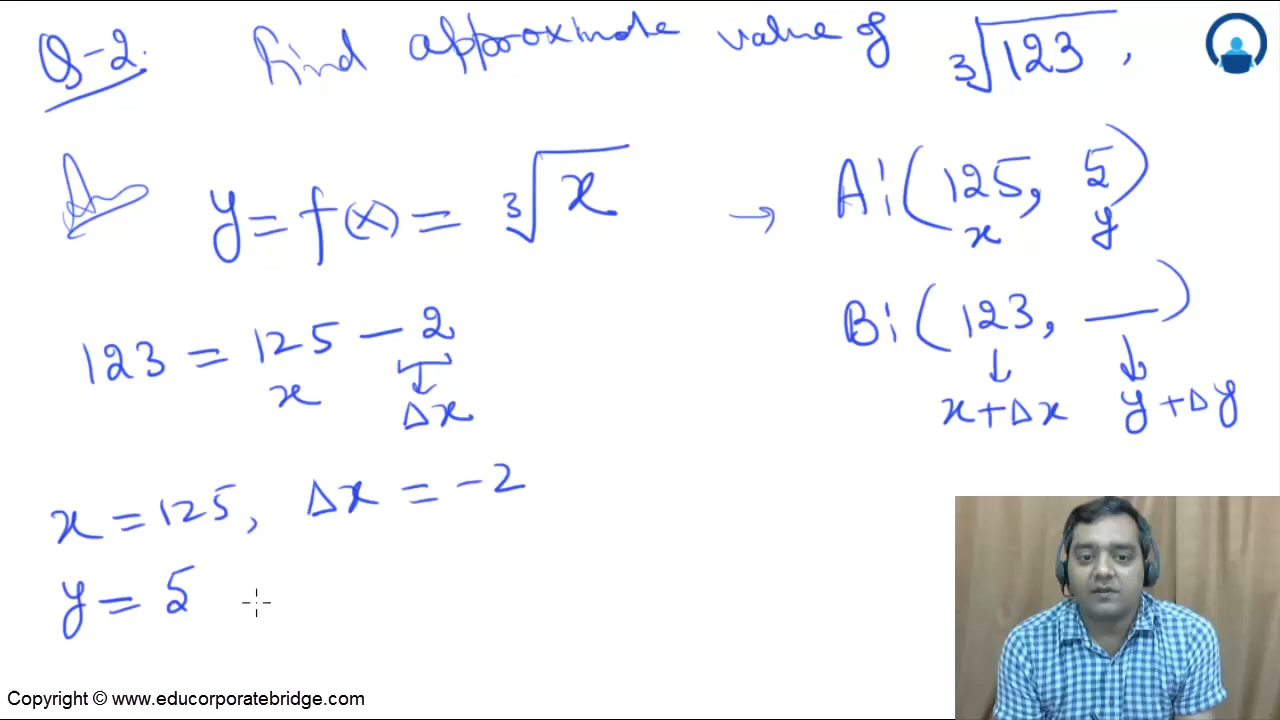 Q-2. Find approximate value of ∛123,
Ans y = f(x) = ∛x → A:(125, 5)
x y
B:(123, __)
123 = 125 - 2
x Δx
x+Δx y+Δy
x = 125, Δx = -2
y = 5
Copyright © www.educorporatebridge.com